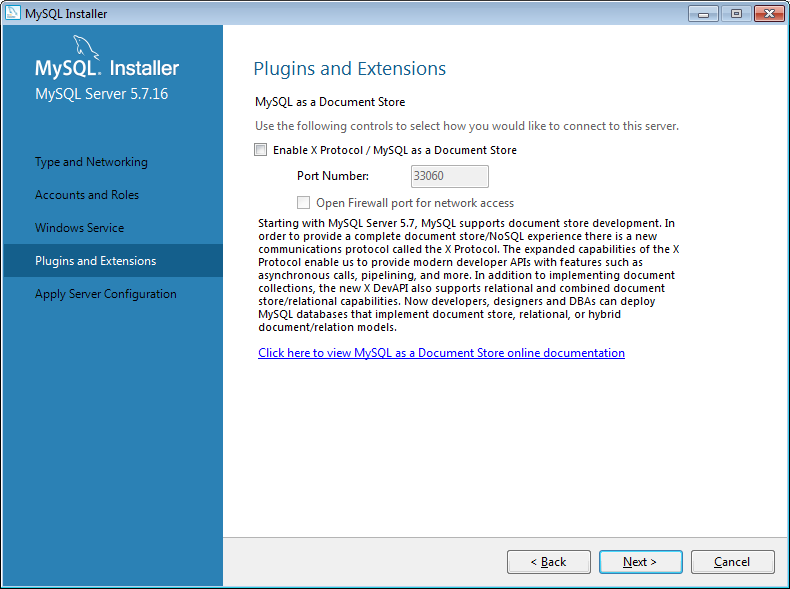 MySQL Installer
MySQL. Installer
MySQL Server 5.7.16
Type and Networking
Accounts and Roles
Windows Service
Plugins and Extensions
Apply Server Configuration
Plugins and Extensions
MySQL as a Document Store
Use the following controls to select how you would like to connect to this server.
Enable X Protocol / MySQL as a Document Store
Port Number: 33060
Open Firewall port for network access
Starting with MySQL Server 5.7, MySQL supports document store development. In
order to provide a complete document store/NoSQL experience there is a new
communications protocol called the X Protocol. The expanded capabilities of the X
Protocol enable us to provide modern developer APIs with features such as
asynchronous calls, pipelining, and more. In addition to implementing document
collections, the new X DevAPI also supports relational and combined document
store/relational capabilities. Now developers, designers and DBAs can deploy
MySQL databases that implement document store, relational, or hybrid
document/relation models.
Click here to view MySQL as a Document Store online documentation
< Back
Next >
Cancel